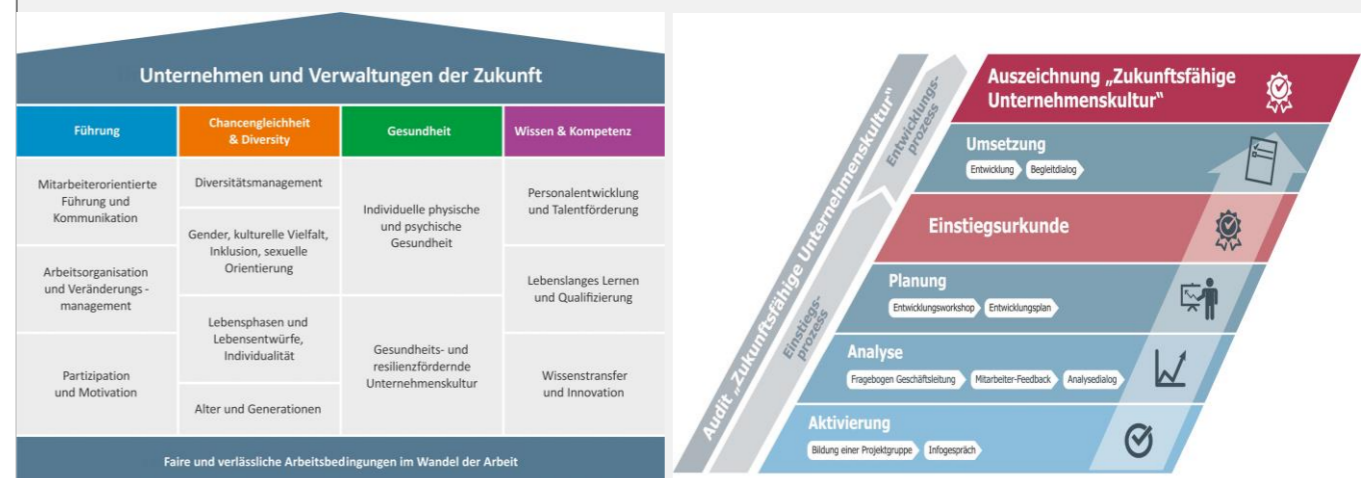 Unternehmen und Verwaltungen der Zukunft
Führung
Chancengleichheit
& Diversity
Gesundheit
Wissen & Kompetenz
Mitarbeiterorientierte
Führung und
Kommunikation
Arbeitsorganisation
und Veränderungs -
management
Partizipation
und Motivation
Diversitätsmanagement
Gender, kulturelle Vielfalt,
Inklusion, sexuelle
Orientierung
Lebensphasen und
Lebensentwürfe,
Individualität
Alter und Generationen
Individuelle physische
und psychische
Gesundheit
Gesundheits- und
resilienzfördernde
Unternehmenskultur
Personalentwicklung
und Talentförderung
Lebenslanges Lernen
und Qualifizierung
Wissenstransfer
und Innovation
Faire und verlässliche Arbeitsbedingungen im Wandel der Arbeit
Audit „Zukunftsfähige Unternehmenskultur“
Entwicklungs-
prozess
Einstiegs-
prozess
Auszeichnung „Zukunftsfähige
Unternehmenskultur“
Umsetzung
Entwicklung Begleitdialog
Einstiegsurkunde
Planung
Entwicklungsworkshop Entwicklungsplan
Analyse
Fragebogen Geschäftsleitung Mitarbeiter-Feedback Analysedialog
Aktivierung
Bildung einer Projektgruppe Infogespräch